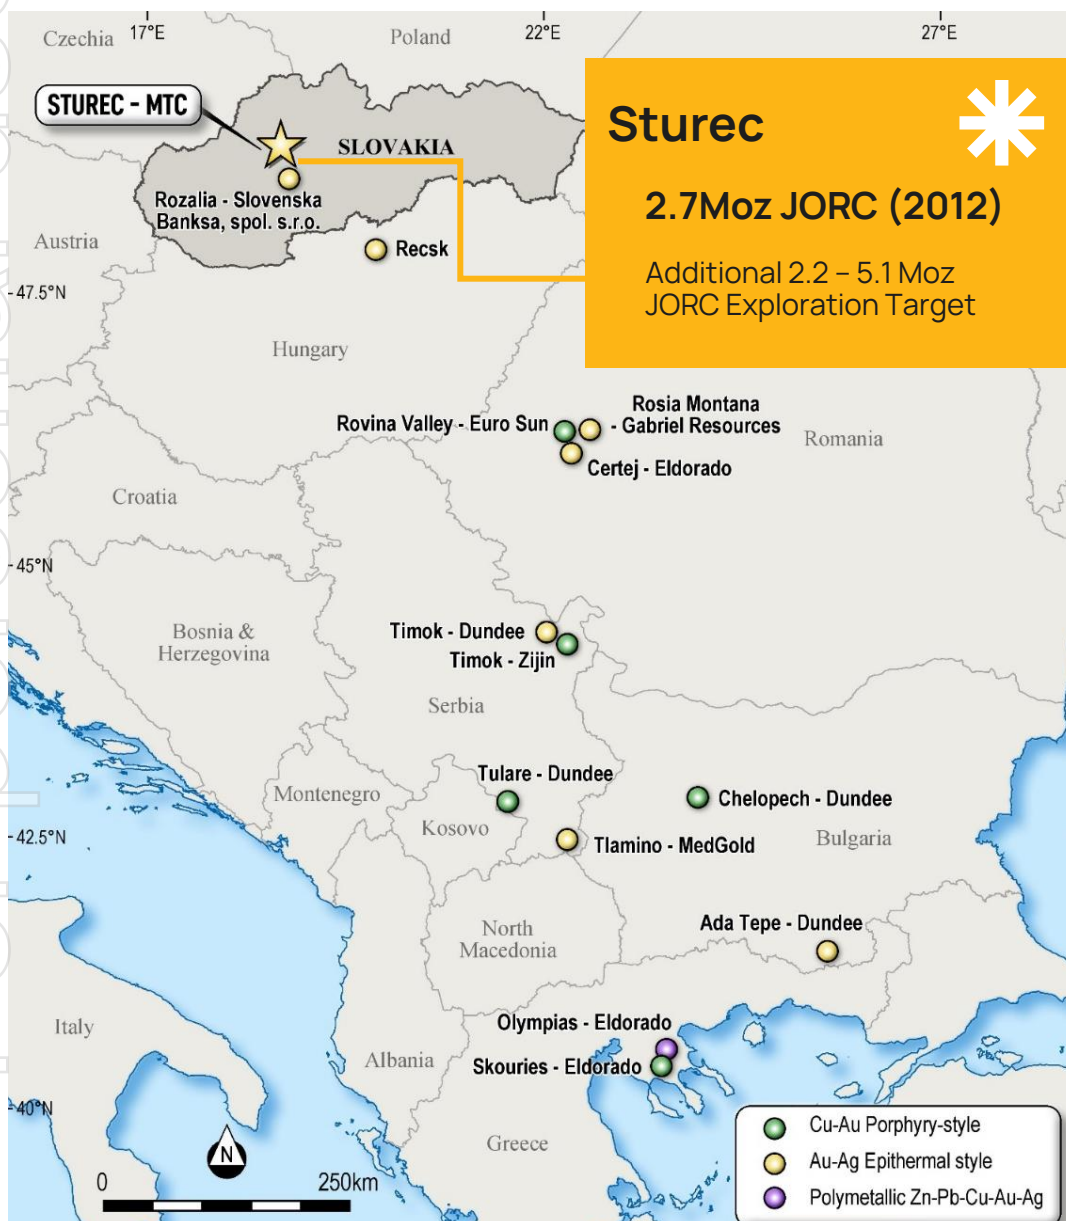 17°E
22°E
27°E
Czechia
Poland
STUREC - MTC
SLOVAKIA
Rozalia - Slovenska
Banksa, spol. s.r.o.
Austria
Recsk
Sturec
2.7Moz JORC (2012)
Additional 2.2 – 5.1 Moz
JORC Exploration Target
47.5°N
Hungary
Rovina Valley - Euro Sun
Rosia Montana
- Gabriel Resources
Certej - Eldorado
Romania
Croatia
45°N
Bosnia &
Herzegovina
Timok - Dundee
Timok - Zijin
Serbia
Tulare - Dundee
Montenegro
Kosovo
Chelopech - Dundee
42.5°N
Tlamino - MedGold
Bulgaria
North
Macedonia
Ada Tepe - Dundee
Italy
Albania
Olympias - Eldorado
Skouries - Eldorado
40°N
Greece
N
0
250km
Cu-Au Porphyry-style
Au-Ag Epithermal style
Polymetallic Zn-Pb-Cu-Au-Ag